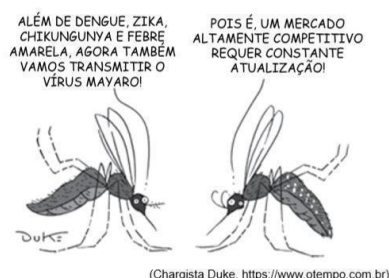 ALÉM DE DENGUE, ZIKA,
CHIKUNGUNYA E FEBRE
AMARELA, AGORA TAMBÉM
VAMOS TRANSMITIR O
VÍRUS MAYARO!
POIS É, UM MERCADO
ALTAMENTE COMPETITIVO
REQUER CONSTANTE
ATUALIZAÇÃO!
DUKE
(Chargista Duke. https://www.otempo.com.br)